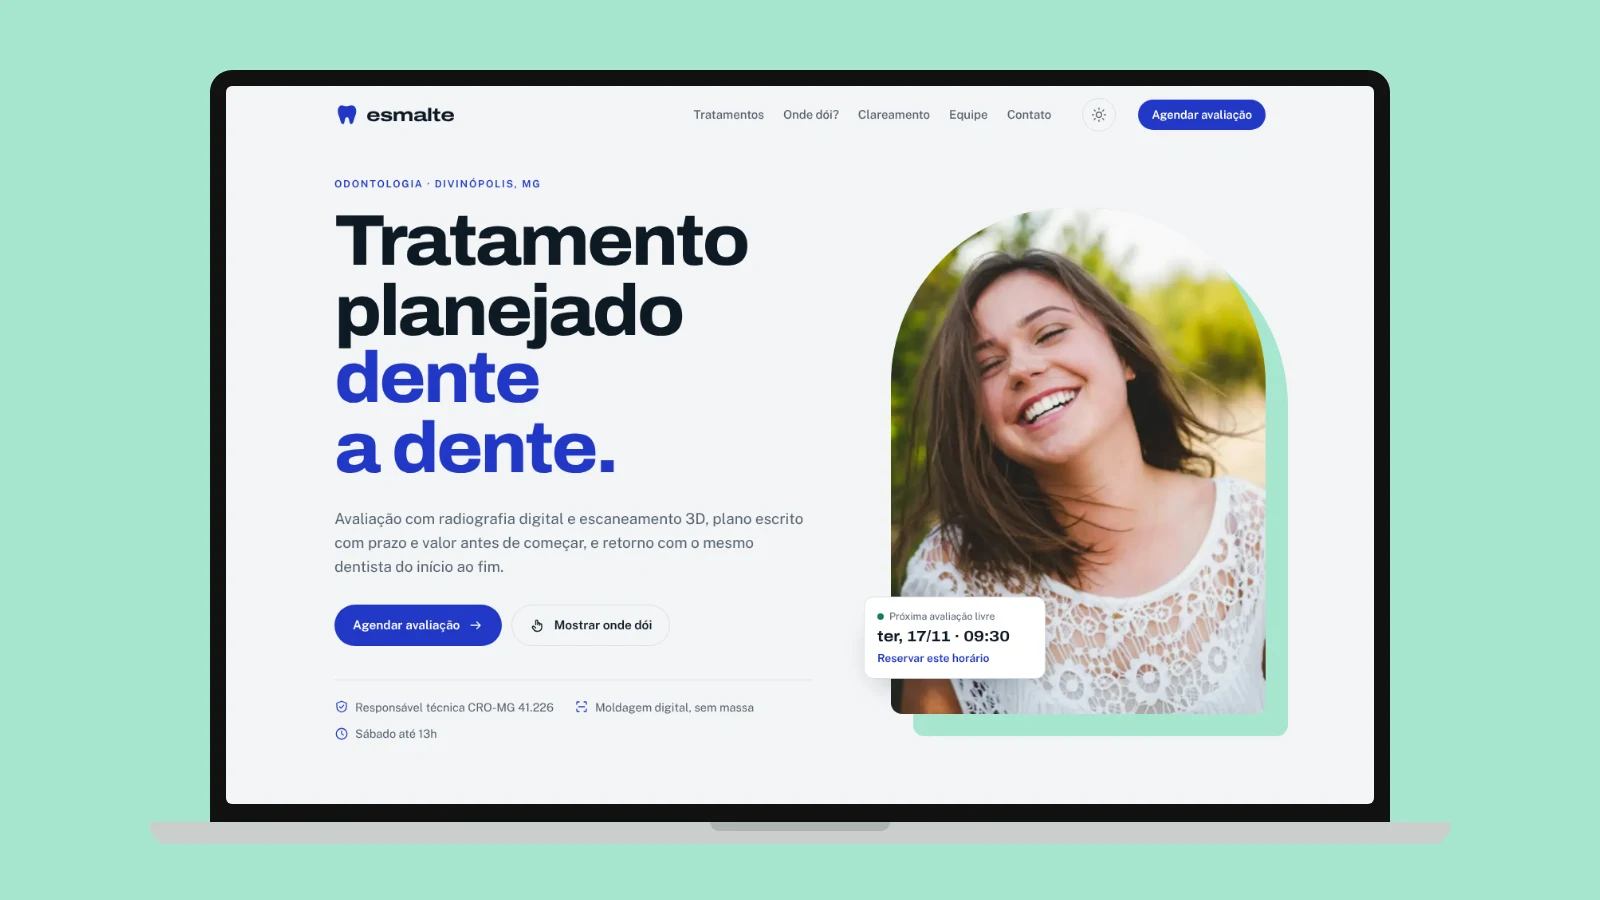 esmalte
Tratamentos
Onde dói?
Clareamento
Equipe
Contato
Agendar avaliação
ODONTOLOGIA · DIVINÓPOLIS, MG
Tratamento
planejado
dente
a dente.
Avaliação com radiografia digital e escaneamento 3D, plano escrito
com prazo e valor antes de começar, e retorno com o mesmo
dentista do início ao fim.
Agendar avaliação
Mostrar onde dói
Responsável técnica CRO-MG 41.226
Moldagem digital, sem massa
Sábado até 13h
Próxima avaliação livre
ter, 17/11 · 09:30
Reservar este horário